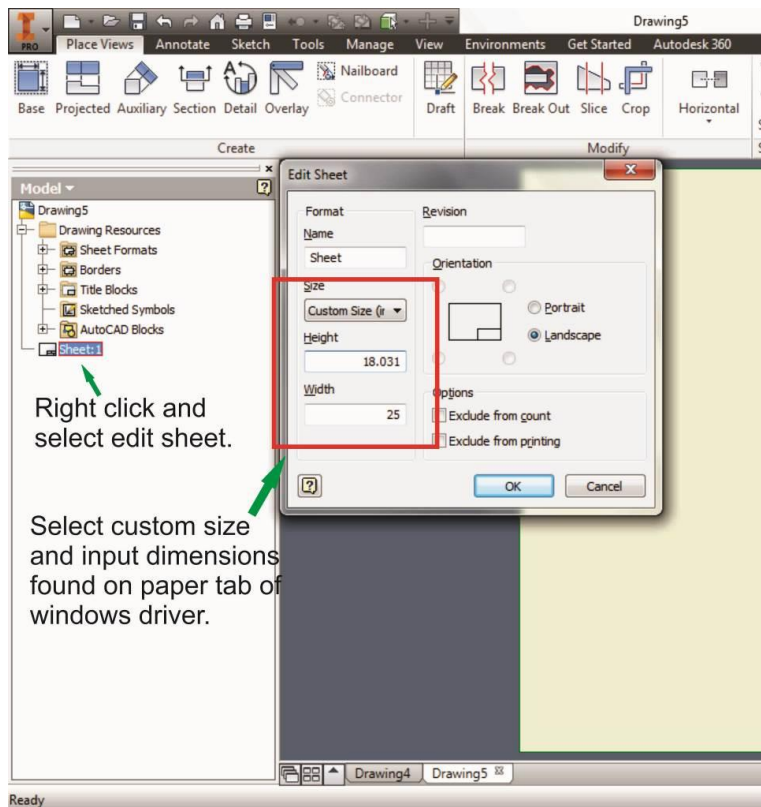 Drawing5
PRO Place Views Annotate Sketch Tools Manage View Environments Get Started Autodesk 360
Nailboard
Connector
Base Projected Auxiliary Section Detail Overlay Draft Break Break Out Slice Crop Horizontal
Create Modify
Model
Drawing5
Drawing Resources
Sheet Formats
Borders
Title Blocks
Sketched Symbols
AutoCAD Blocks
Sheet:1
Right click and
select edit sheet.
Select custom size
and input dimensions
found on paper tab of
windows driver.
Edit Sheet
Format
Name
Sheet
Size
Custom Size (ir
Height
18.031
Width
25
Revision
Orientation
Portrait
Landscape
Options
Exclude from count
Exclude from printing
OK Cancel
Drawing4 Drawing5
Ready